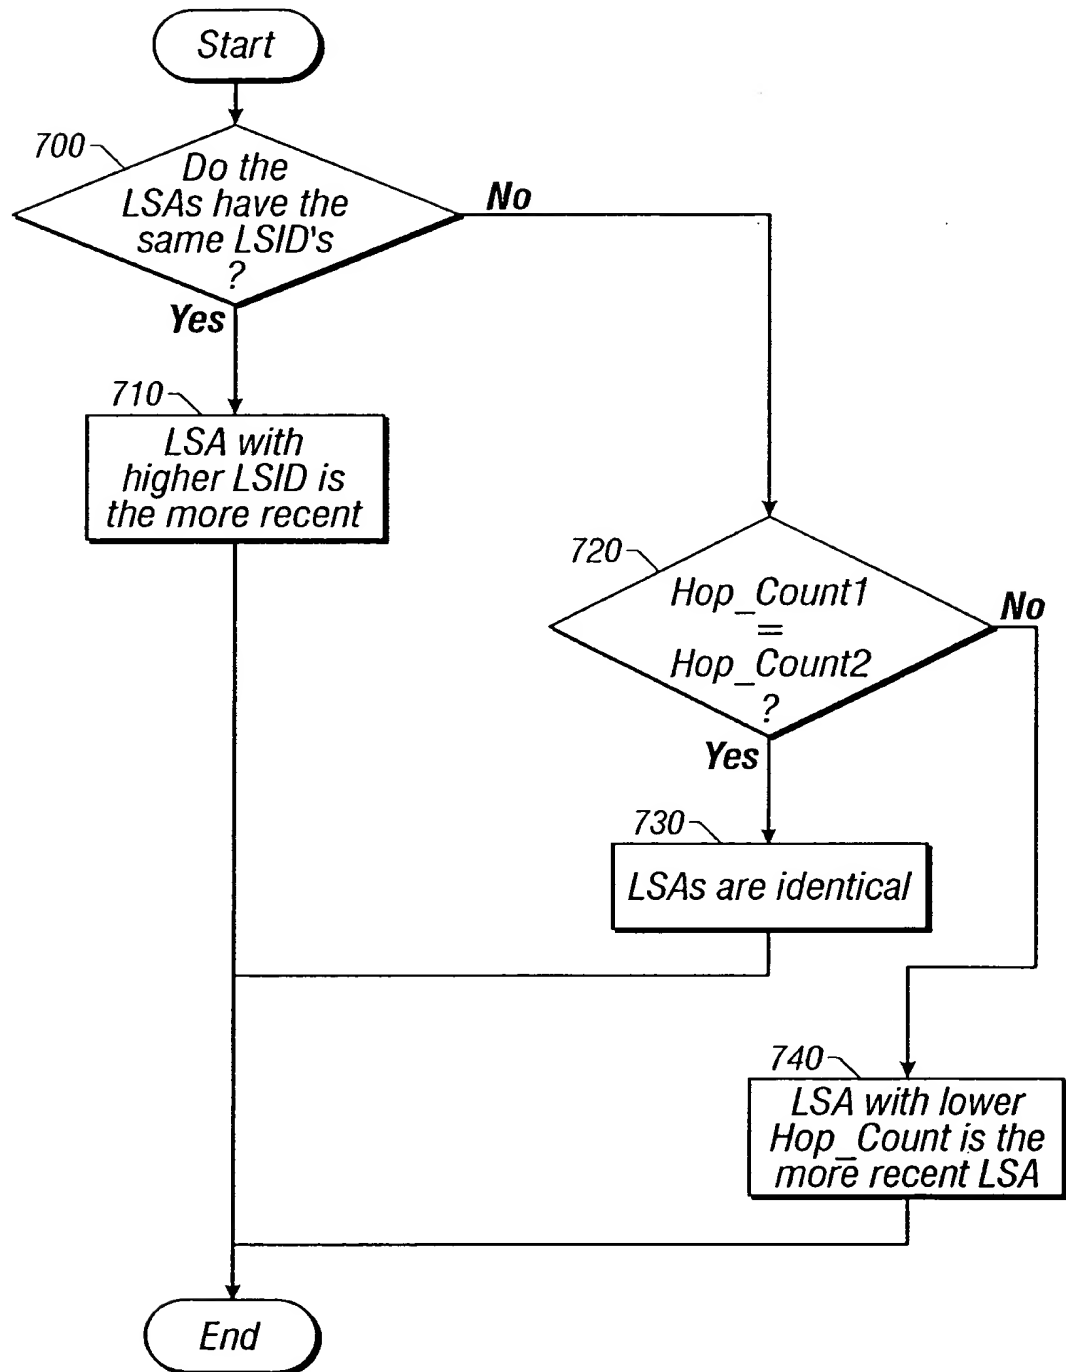 Start
700
Do the
LSAs have the
same LSID's
?
No
Yes
710
LSA with
higher LSID is
the more recent
720
Hop_Count1
=
Hop_Count2
?
No
Yes
730
LSAs are identical
740
LSA with lower
Hop_Count is the
more recent LSA
End